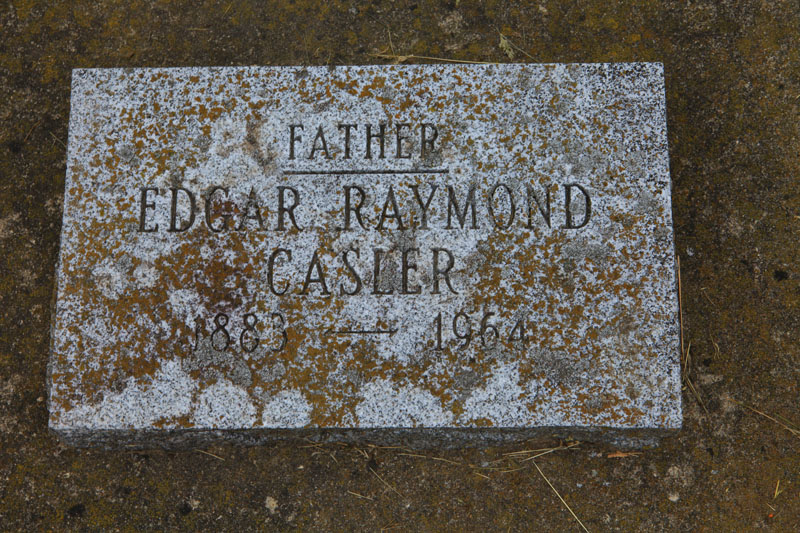 FATHER
EDGAR RAYMOND
CASLER
1883 — 1964